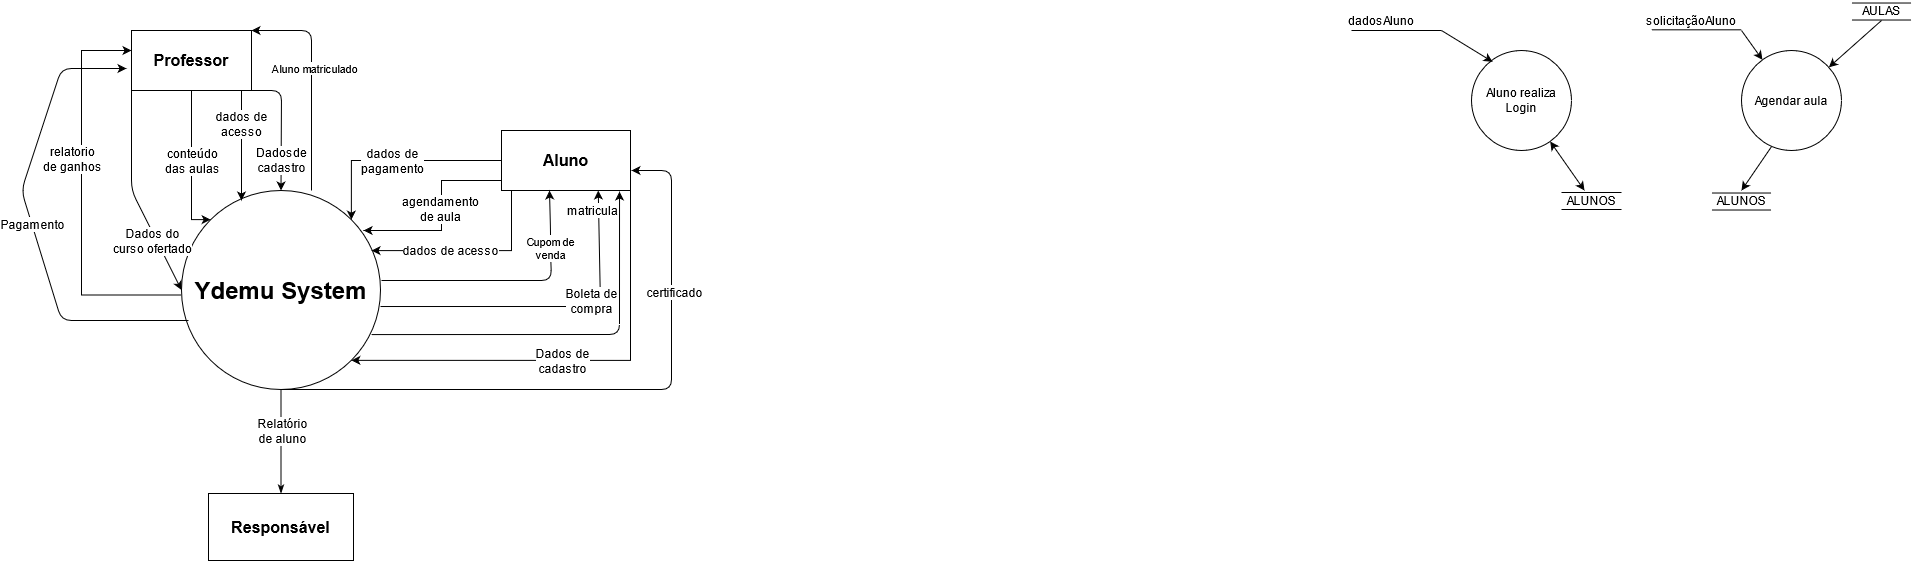 Professor
Aluno matriculado
dados de
acesso
relatorio
de ganhos
conteúdo
das aulas
Dados de
cadastro
Pagamento
Dados do
curso ofertado
Ydemu System
Aluno
dados de
pagamento
agendamento
de aula
dados de acesso
matricula
Cupom de
venda
Boleta de
compra
certificado
Dados de
cadastro
Relatório
de aluno
Responsável
dadosAluno
Aluno realiza
Login
ALUNOS
solicitaçãoAluno
AULAS
Agendar aula
ALUNOS